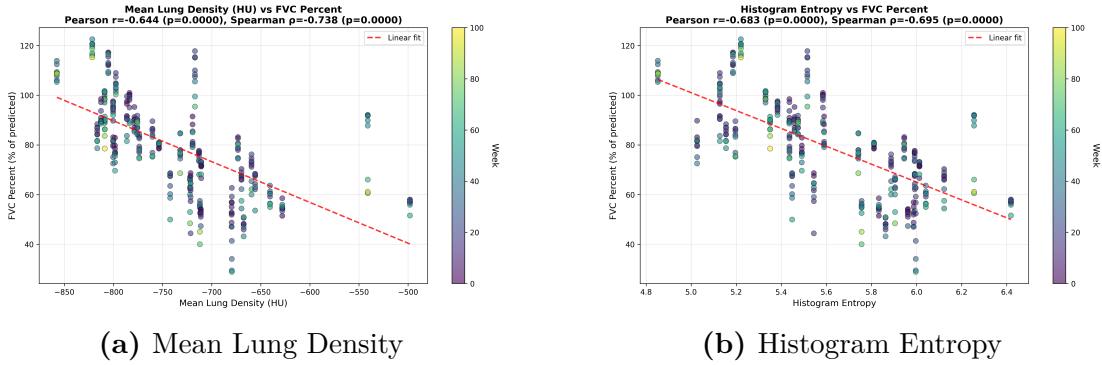 Mean Lung Density (HU) vs FVC Percent
Pearson r=-0.644 (p=0.0000), Spearman ρ=-0.738 (p=0.0000)
Linear fit
FVC Percent (% of predicted)
120
100
80
60
40
−850
−800
−750
−700
−650
−600
−550
−500
Mean Lung Density (HU)
100
80
60
40
20
0
Week
(a) Mean Lung Density
Histogram Entropy vs FVC Percent
Pearson r=-0.683 (p=0.0000), Spearman ρ=-0.695 (p=0.0000)
Linear fit
FVC Percent (% of predicted)
120
100
80
60
40
4.8
5.0
5.2
5.4
5.6
5.8
6.0
6.2
6.4
Histogram Entropy
100
80
60
40
20
0
Week
(b) Histogram Entropy